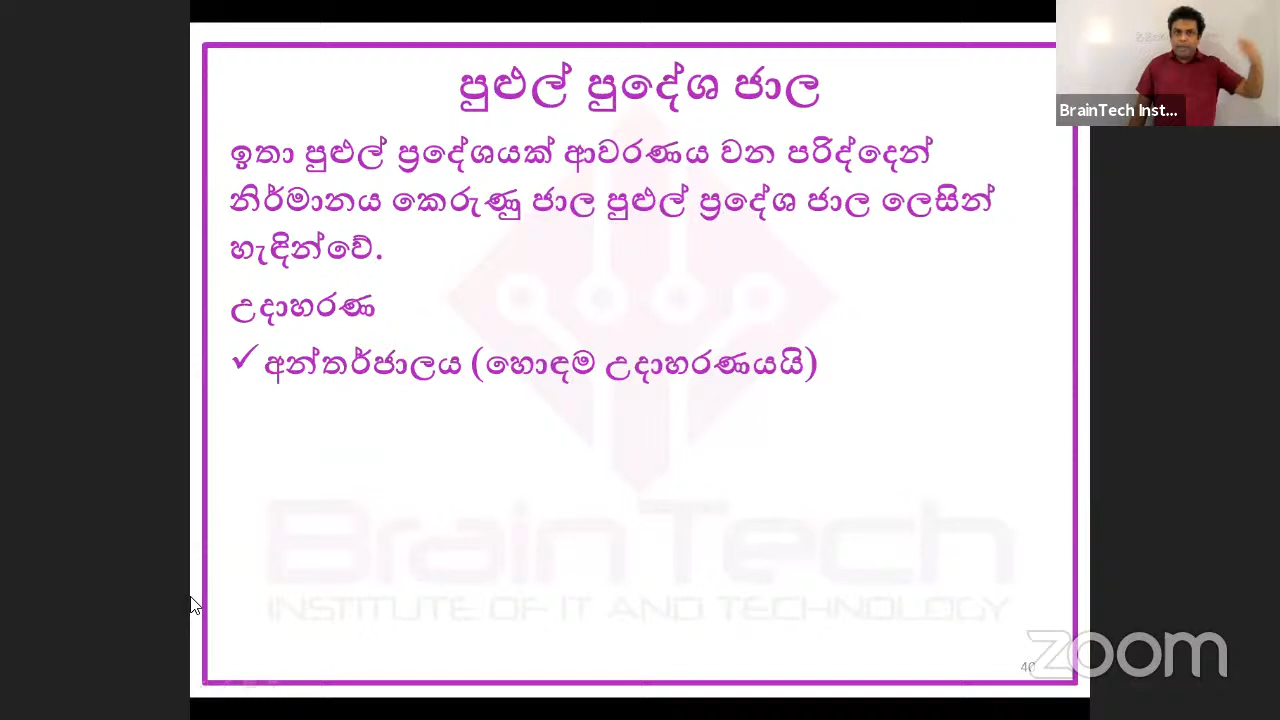 පුළුල් පුදේශ ජාල
ඉතා පුළුල් ප්‍රදේශයක් ආවරණය වන පරිද්දෙන්
නිර්මානය කෙරුණු ජාල පුළුල් ප්‍රදේශ ජාල ලෙසින්
හැඳින්වේ.
උදාහරණ
✓ අන්තර්ජාලය (හොඳම උදාහරණයයි)
BrainTech
INSTITUTE OF IT AND TECHNOLOGY
BrainTech Inst...
40
zoom